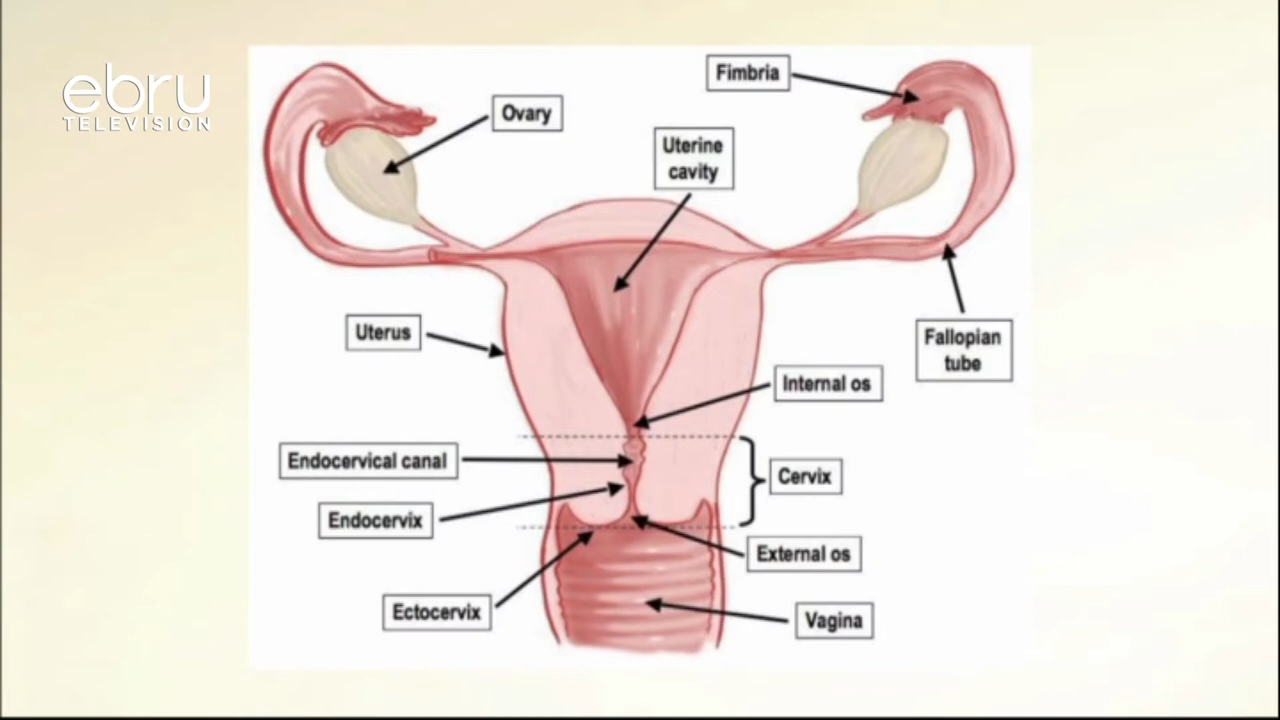 ebru
TELEVISION
Fimbria
Ovary
Uterine
cavity
Uterus
Fallopian
tube
Internal os
Endocervical canal
Cervix
Endocervix
External os
Ectocervix
Vagina